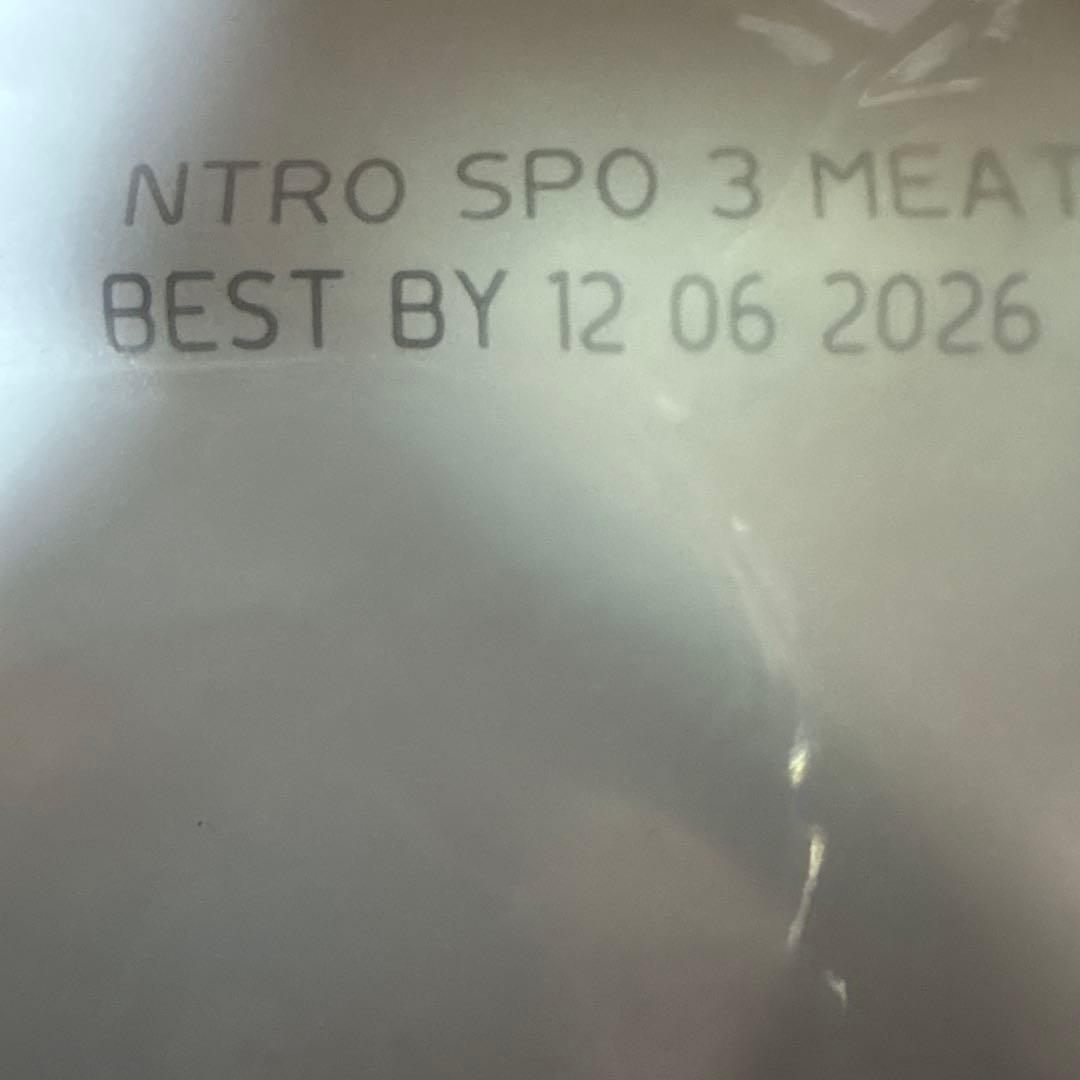 NTRO SPO 3 MEAT
BEST BY 12 06 2026